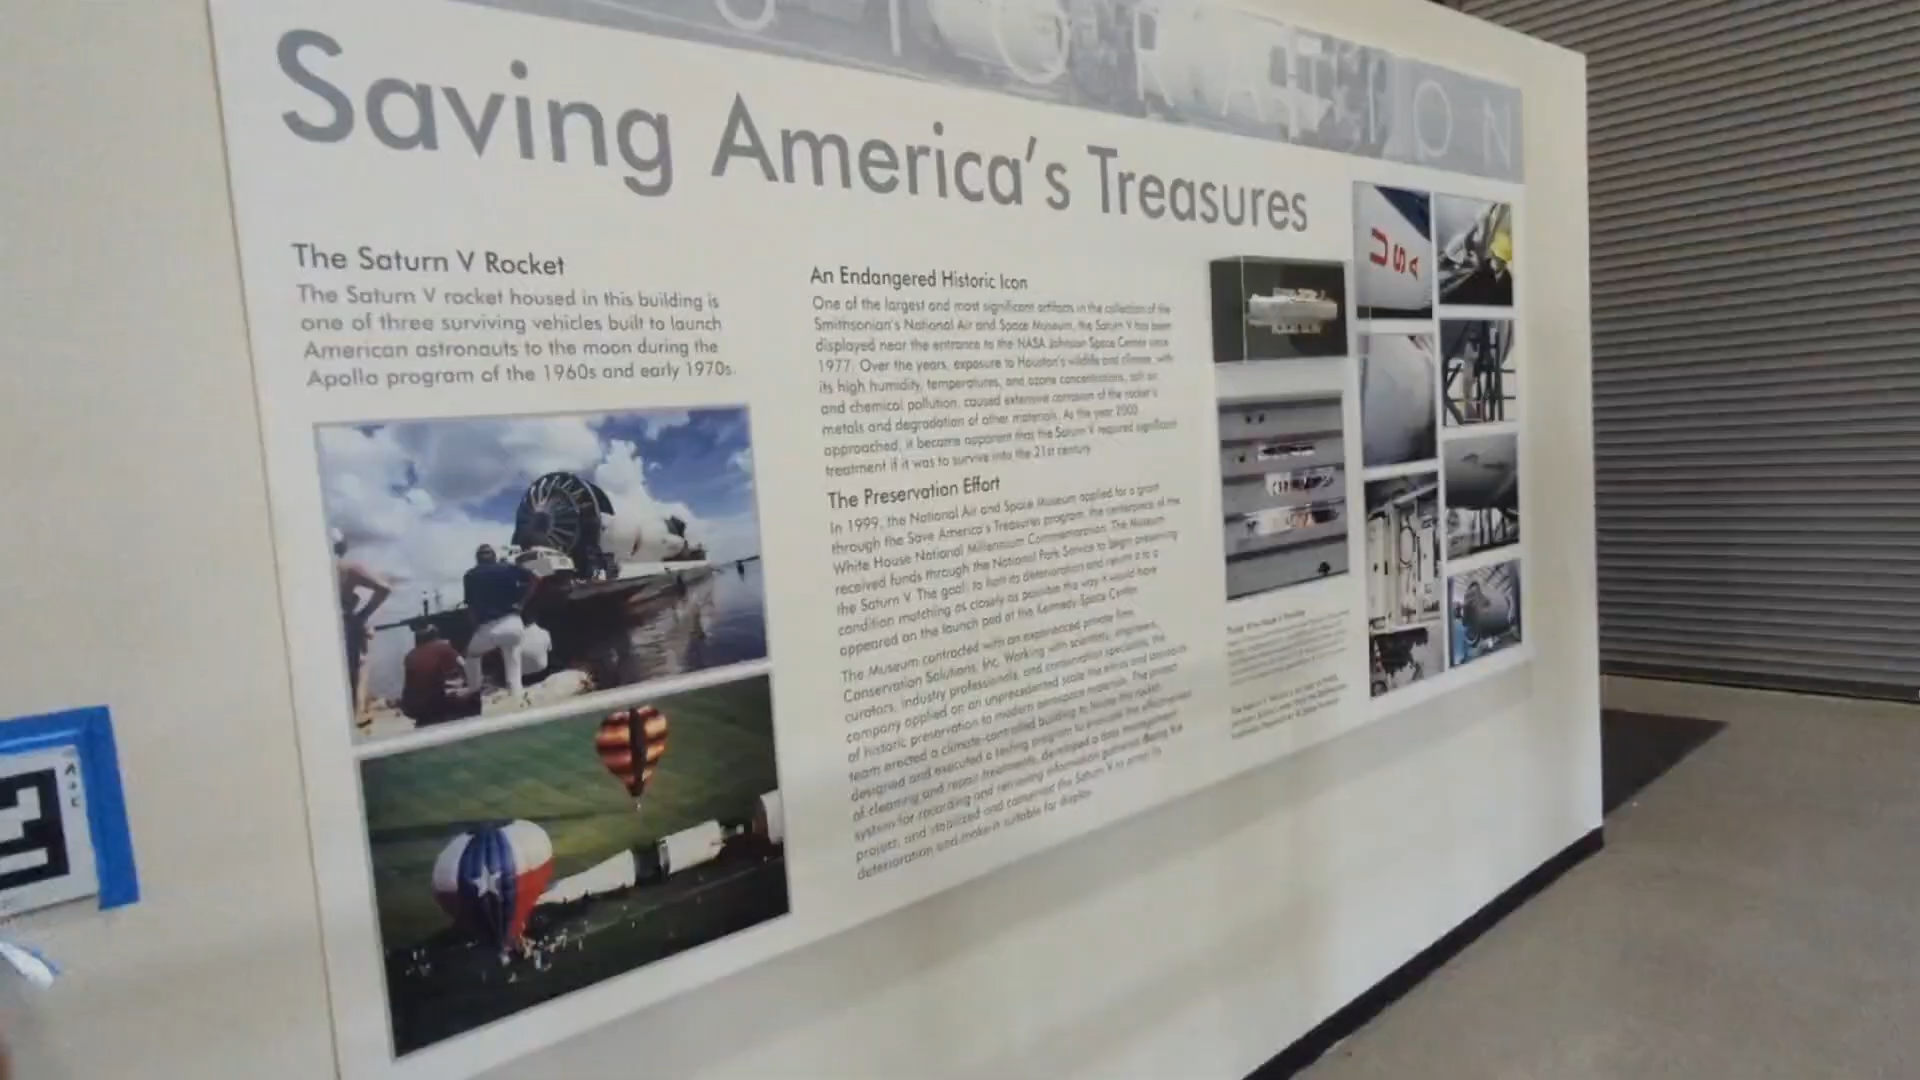 STORATION
Saving America's Treasures
The Saturn V Rocket
The Saturn V rocket housed in this building is
one of three surviving vehicles built to launch
American astronauts to the moon during the
Apollo program of the 1960s and early 1970s.
An Endangered Historic Icon
One of the largest and most significant artifacts in the collection of the
Smithsonian's National Air and Space Museum, the Saturn V has been
displayed near the entrance to the NASA Johnson Space Center since
1977. Over the years, exposure to Houston's wildlife and climate, with
its high humidity, temperatures, and ozone concentrations, salt air
and chemical pollution, caused extensive corrosion of the rocket's
metals and degradation of other materials. As the year 2000
approached, it became apparent that the Saturn V required significant
treatment if it was to survive into the 21st century.
The Preservation Effort
In 1999, the National Air and Space Museum applied for a grant
through the Save America's Treasures program, the centerpiece of the
White House National Millennium Commemoration. The Museum
received funds through the National Park Service to begin preserving
the Saturn V. The goal: to halt its deterioration and return it to a
condition matching as closely as possible the way it would have
appeared on the launch pad at the Kennedy Space Center.
The Museum contracted with an experienced private firm,
Conservation Solutions, Inc. Working with scientists, engineers,
curators, industry professionals, and conservation specialists, the
company applied on an unprecedented scale the ethics and
of historic preservation to modern aerospace materials. The project
team erected a climate-controlled building to house the rocket,
designed and executed a testing program to evaluate the effectiveness
of cleaning and repair treatments, developed a data management
system for recording and retrieving information gathered during the
project, and stabilized and conserved the Saturn V to
deterioration and make it suitable for display.
USA